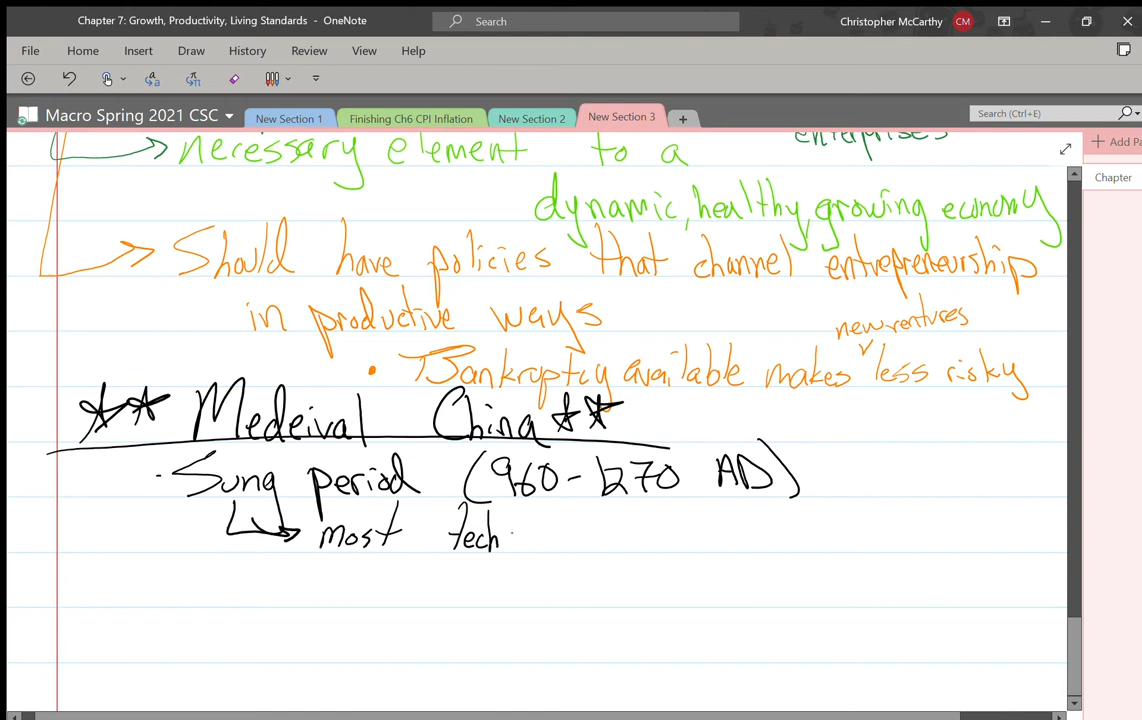 Chapter 7: Growth, Productivity, Living Standards - OneNote
Search
Christopher McCarthy
CM
File Home Insert Draw History Review View Help
Macro Spring 2021 CSC
New Section 1
Finishing Ch6 CPI Inflation
New Section 2
New Section 3
Search (Ctrl+E)
Add Pa
Chapter
enterprises
necessary element to a
dynamic, healthy, growing economy
Should have policies that channel entrepreneurship
in productive ways
new ventures
• Bankruptcy available makes less risky
** Medeival China **
- Sung period (960-1270 AD)
most tech